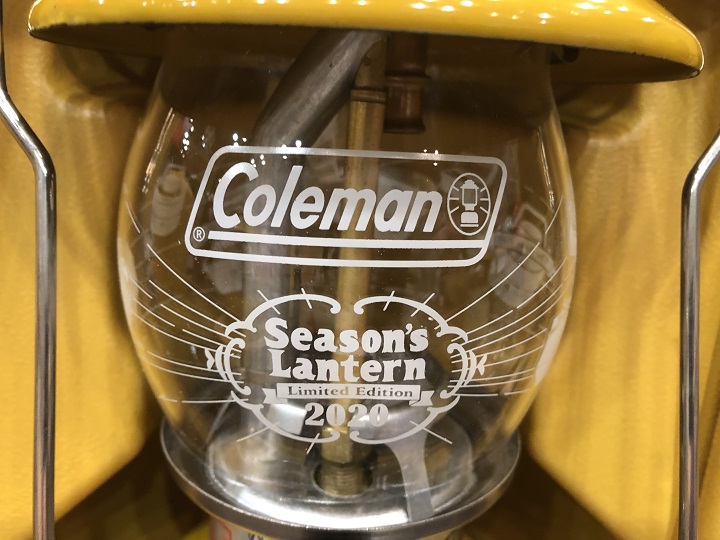 Coleman
®
Season's
Lantern
Limited Edition
2020